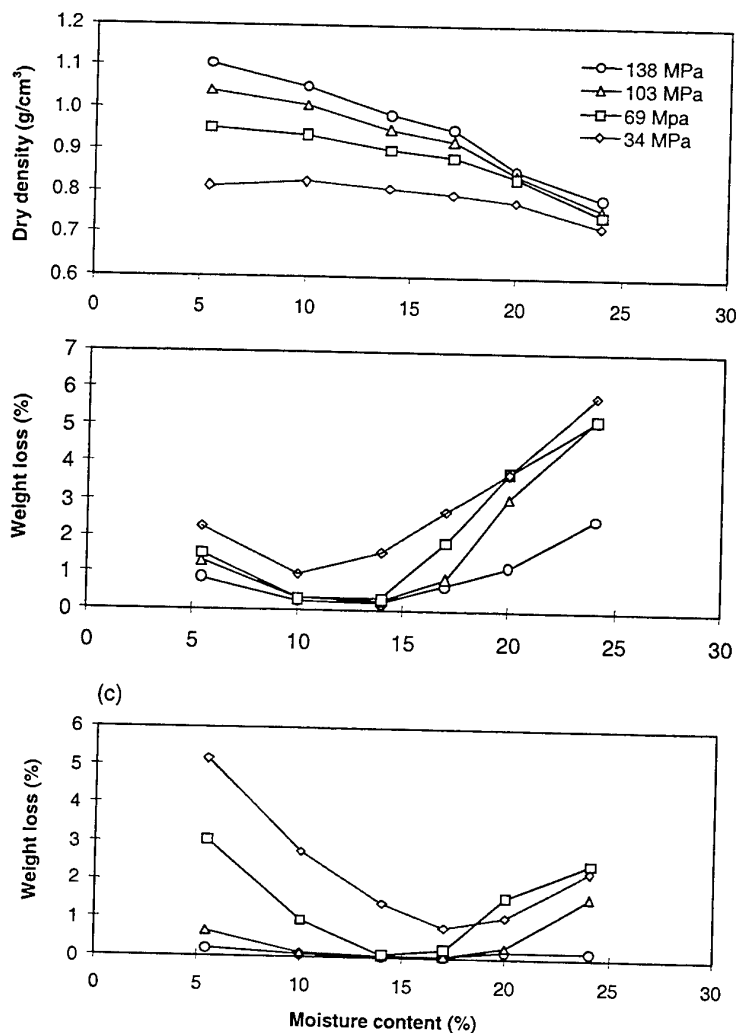 1.2
1.1
1.0
0.9
0.8
0.7
0.6
Dry density (g/cm³)
138 MPa
103 MPa
69 Mpa
34 MPa
0 5 10 15 20 25 30
7
6
5
4
3
2
1
0
Weight loss (%)
0 5 10 15 20 25 30
(c)
6
5
4
3
2
1
0
Weight loss (%)
0 5 10 15 20 25 30
Moisture content (%)